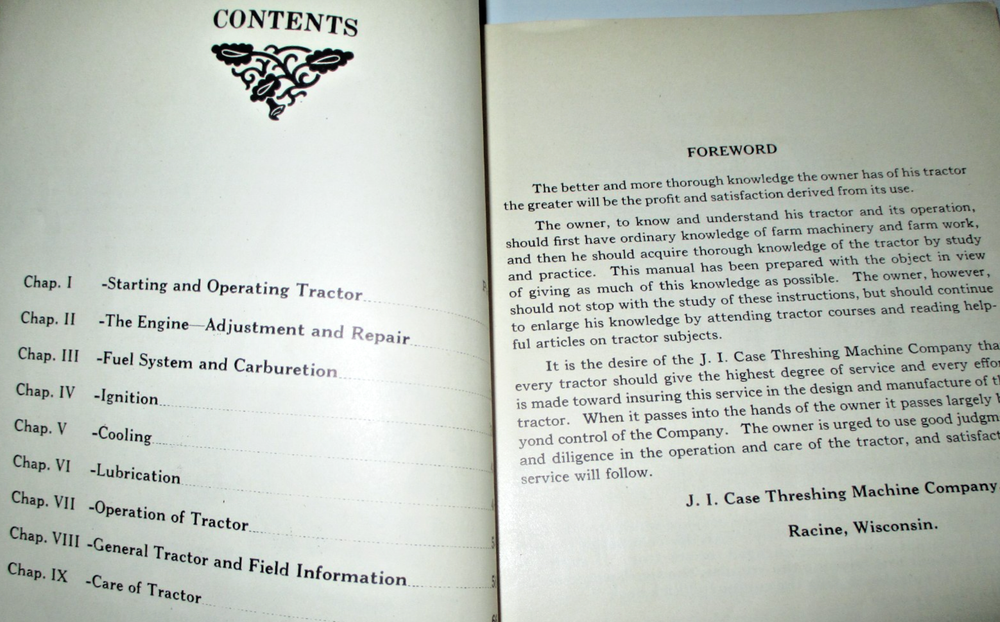 CONTENTS
Chap. I -Starting and Operating Tractor
Chap. II -The Engine—Adjustment and Repair
Chap. III -Fuel System and Carburetion
Chap. IV -Ignition
Chap. V -Cooling
Chap. VI -Lubrication
Chap. VII -Operation of Tractor
Chap. VIII -General Tractor and Field Information
Chap. IX -Care of Tractor
FOREWORD
The better and more thorough knowledge the owner has of his tractor
the greater will be the profit and satisfaction derived from its use.
The owner, to know and understand his tractor and its operation,
should first have ordinary knowledge of farm machinery and farm work,
and then he should acquire thorough knowledge of the tractor by study
and practice. This manual has been prepared with the object in view
of giving as much of this knowledge as possible. The owner, however,
should not stop with the study of these instructions, but should continue
to enlarge his knowledge by attending tractor courses and reading help-
ful articles on tractor subjects.
It is the desire of the J. I. Case Threshing Machine Company tha
every tractor should give the highest degree of service and every effor
is made toward insuring this service in the design and manufacture of th
tractor. When it passes into the hands of the owner it passes largely b
yond control of the Company. The owner is urged to use good judgm
and diligence in the operation and care of the tractor, and satisfact
service will follow.
J. I. Case Threshing Machine Company
Racine, Wisconsin.